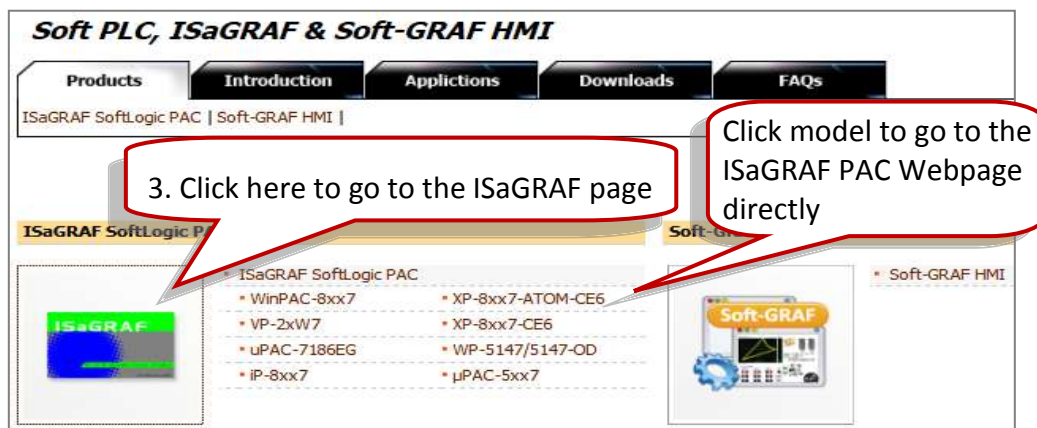 Soft PLC, ISaGRAF & Soft-GRAF HMI
Products Introduction Applictions Downloads FAQs
ISaGRAF SoftLogic PAC | Soft-GRAF HMI |
Click model to go to the
ISaGRAF PAC Webpage
directly
3. Click here to go to the ISaGRAF page
ISaGRAF SoftLogic
ISaGRAF SoftLogic PAC
WinPAC-8xx7 XP-8xx7-ATOM-CE6
VP-2xW7 XP-8xx7-CE6
uPAC-7186EG WP-5147/5147-OD
iP-8xx7 µPAC-5xx7
ISaGRAF
Soft-GRAF
Soft-GRAF HMI